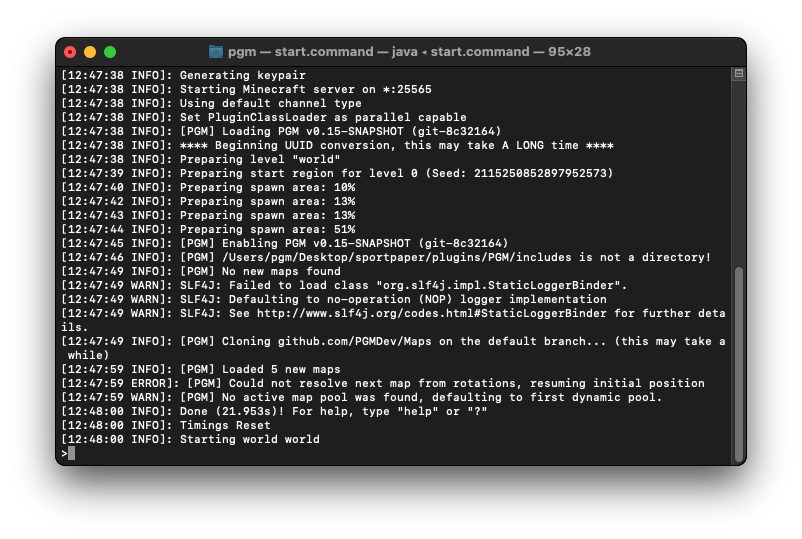 pgm — start.command — java ◂ start.command — 95×28
[12:47:38 INFO]: Generating keypair
[12:47:38 INFO]: Starting Minecraft server on *:25565
[12:47:38 INFO]: Using default channel type
[12:47:38 INFO]: Set PluginClassLoader as parallel capable
[12:47:38 INFO]: [PGM] Loading PGM v0.15-SNAPSHOT (git-8c32164)
[12:47:38 INFO]: **** Beginning UUID conversion, this may take A LONG time ****
[12:47:38 INFO]: Preparing level "world"
[12:47:39 INFO]: Preparing start region for level 0 (Seed: 2115250852897952573)
[12:47:40 INFO]: Preparing spawn area: 10%
[12:47:42 INFO]: Preparing spawn area: 13%
[12:47:43 INFO]: Preparing spawn area: 13%
[12:47:44 INFO]: Preparing spawn area: 51%
[12:47:45 INFO]: [PGM] Enabling PGM v0.15-SNAPSHOT (git-8c32164)
[12:47:46 INFO]: [PGM] /Users/pgm/Desktop/sportpaper/plugins/PGM/includes is not a directory!
[12:47:49 INFO]: [PGM] No new maps found
[12:47:49 WARN]: SLF4J: Failed to load class "org.slf4j.impl.StaticLoggerBinder".
[12:47:49 WARN]: SLF4J: Defaulting to no-operation (NOP) logger implementation
[12:47:49 WARN]: SLF4J: See http://www.slf4j.org/codes.html#StaticLoggerBinder for further deta
ils.
[12:47:49 INFO]: [PGM] Cloning github.com/PGMDev/Maps on the default branch... (this may take a
 while)
[12:47:59 INFO]: [PGM] Loaded 5 new maps
[12:47:59 ERROR]: [PGM] Could not resolve next map from rotations, resuming initial position
[12:47:59 WARN]: [PGM] No active map pool was found, defaulting to first dynamic pool.
[12:48:00 INFO]: Done (21.953s)! For help, type "help" or "?"
[12:48:00 INFO]: Timings Reset
[12:48:00 INFO]: Starting world world
>